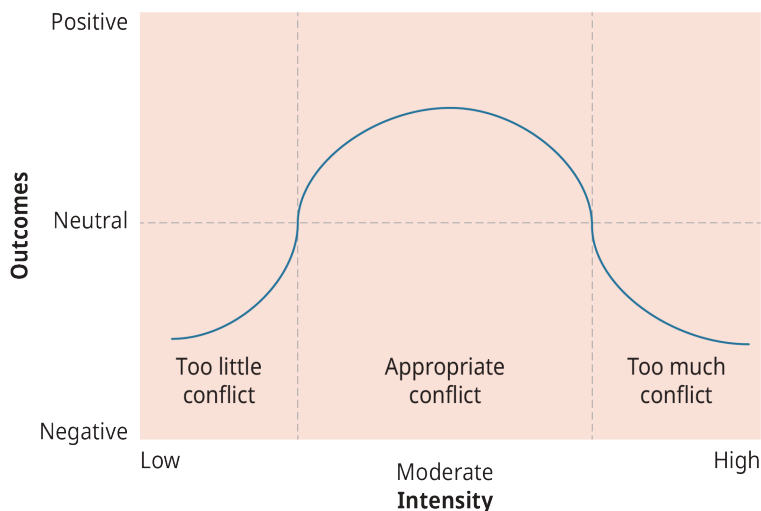 Positive
Outcomes
Neutral
Too little
conflict
Appropriate
conflict
Too much
conflict
Negative
Low
Moderate
High
Intensity